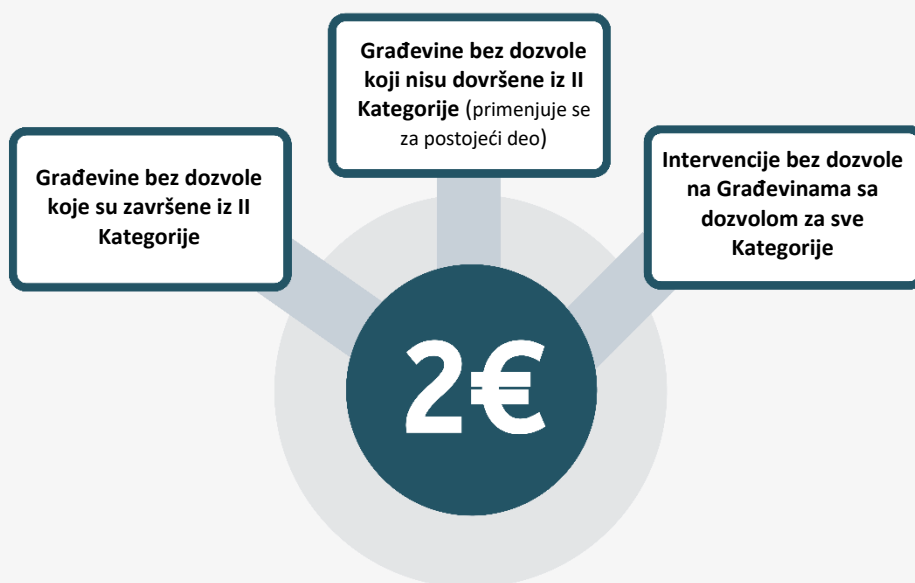 Građevine bez dozvole
koje su završene iz II
Kategorije
Građevine bez dozvole
koji nisu dovršene iz II
Kategorije (primenjuje se
za postojeći deo)
Intervencije bez dozvole
na Građevinama sa
dozvolom za sve
Kategorije
2€